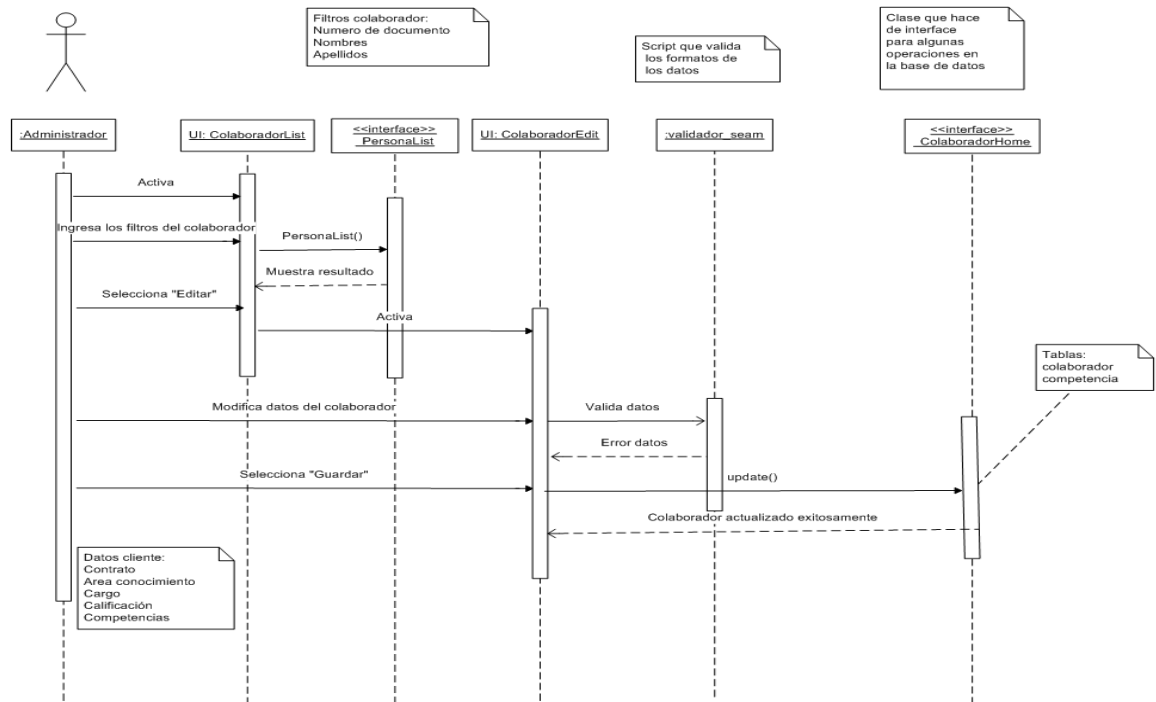 Filtros colaborador:
Numero de documento
Nombres
Apellidos
Script que valida
los formatos de
los datos
Clase que hace
de interface
para algunas
operaciones en
la base de datos
:Administrador
UI: ColaboradorList
<<interface>>
PersonaList
UI: ColaboradorEdit
:validador_seam
<<interface>>
ColaboradorHome
Activa
Ingresa los filtros del colaborador
PersonaList()
Muestra resultado
Selecciona "Editar"
Activa
Tablas:
colaborador
competencia
Modifica datos del colaborador
Valida datos
Error datos
Selecciona "Guardar"
update()
Colaborador actualizado exitosamente
Datos cliente:
Contrato
Area conocimiento
Cargo
Calificación
Competencias